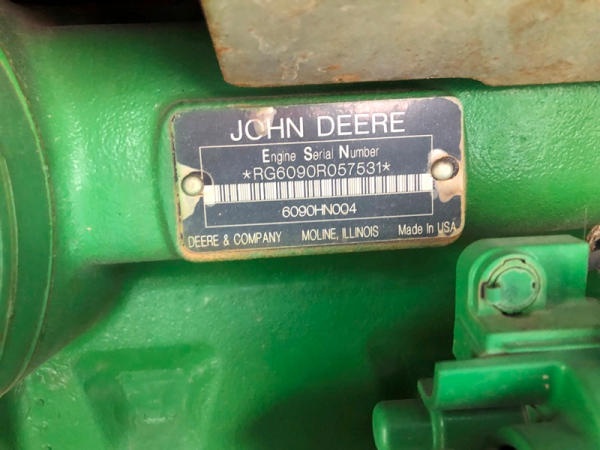 JOHN DEERE
Engine Serial Number
*RG6090R057531*
6090HN004
DEERE & COMPANY MOLINE, ILLINOIS Made In USA